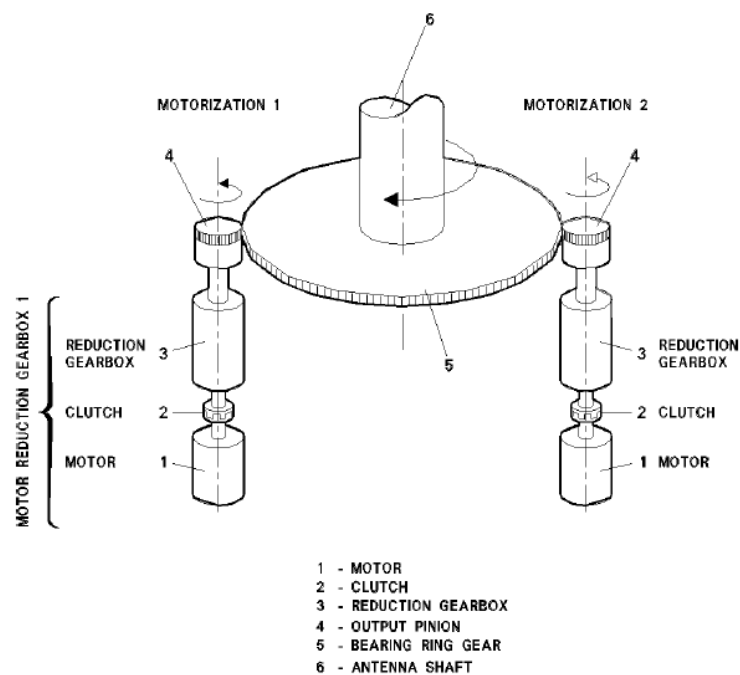 6
MOTORIZATION 1
MOTORIZATION 2
4
4
MOTOR REDUCTION GEARBOX 1
REDUCTION
GEARBOX 3
3 REDUCTION
GEARBOX
5
CLUTCH 2
2 CLUTCH
MOTOR 1
1 MOTOR
1 - MOTOR
2 - CLUTCH
3 - REDUCTION GEARBOX
4 - OUTPUT PINION
5 - BEARING RING GEAR
6 - ANTENNA SHAFT